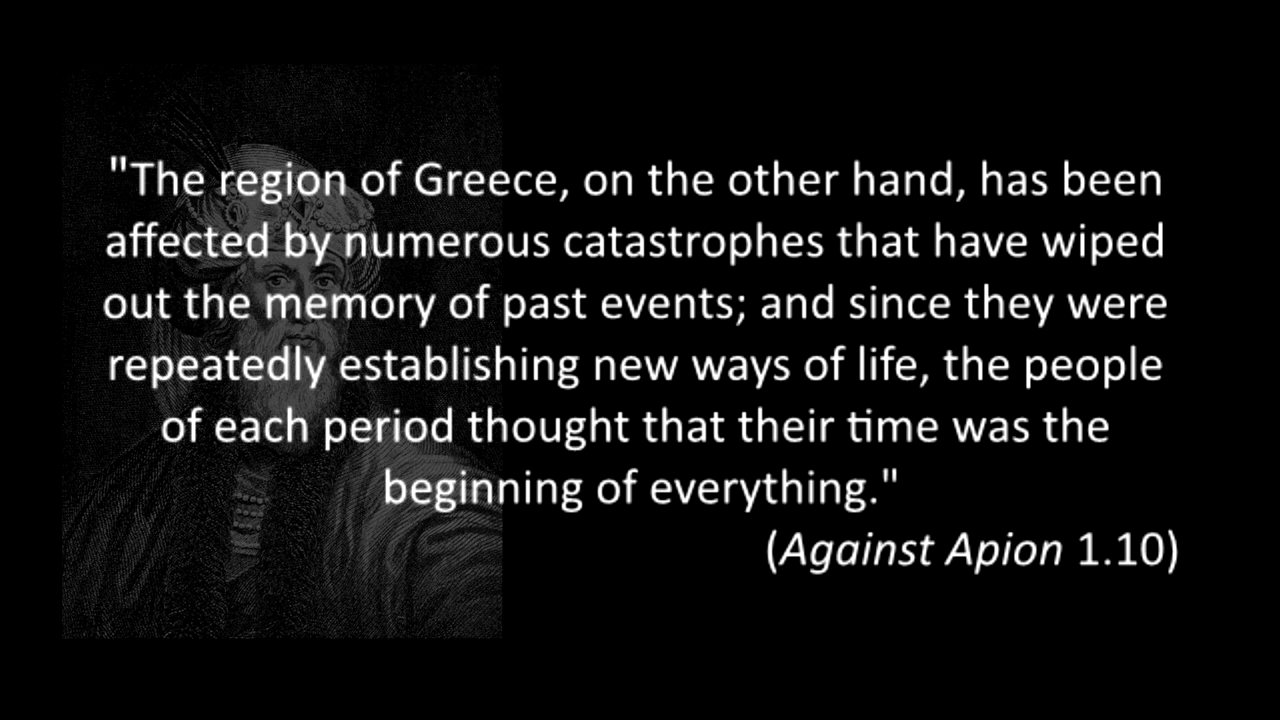 "The region of Greece, on the other hand, has been
affected by numerous catastrophes that have wiped
out the memory of past events; and since they were
repeatedly establishing new ways of life, the people
of each period thought that their time was the
beginning of everything."
(Against Apion 1.10)